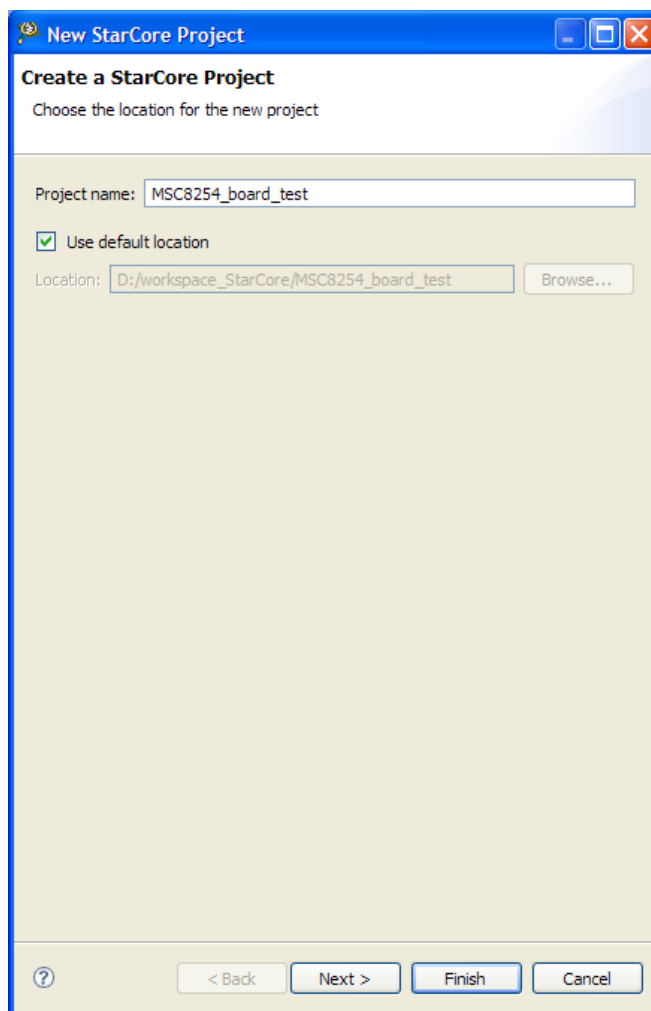 New StarCore Project
Create a StarCore Project
Choose the location for the new project
Project name: MSC8254_board_test
Use default location
Location: D:/workspace_StarCore/MSC8254_board_test Browse...
? < Back Next > Finish Cancel